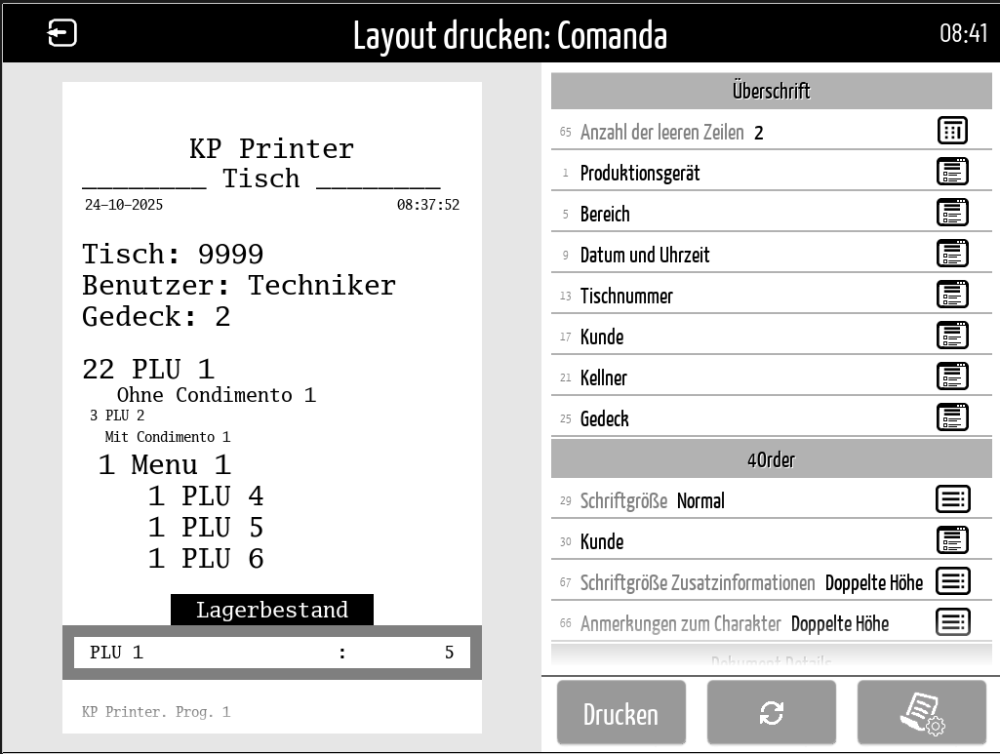 Layout drucken: Comanda
08:41
KP Printer
________ Tisch ________
24-10-2025 08:37:52
Tisch: 9999
Benutzer: Techniker
Gedeck: 2
22 PLU 1
Ohne Condimento 1
3 PLU 2
Mit Condimento 1
1 Menu 1
1 PLU 4
1 PLU 5
1 PLU 6
Lagerbestand
PLU 1 : 5
KP Printer. Prog. 1
Überschrift
65 Anzahl der leeren Zeilen 2
1 Produktionsgerät
5 Bereich
9 Datum und Uhrzeit
13 Tischnummer
17 Kunde
21 Kellner
25 Gedeck
4Order
29 Schriftgröße Normal
30 Kunde
67 Schriftgröße Zusatzinformationen Doppelte Höhe
66 Anmerkungen zum Charakter Doppelte Höhe
Dokument Details
Drucken